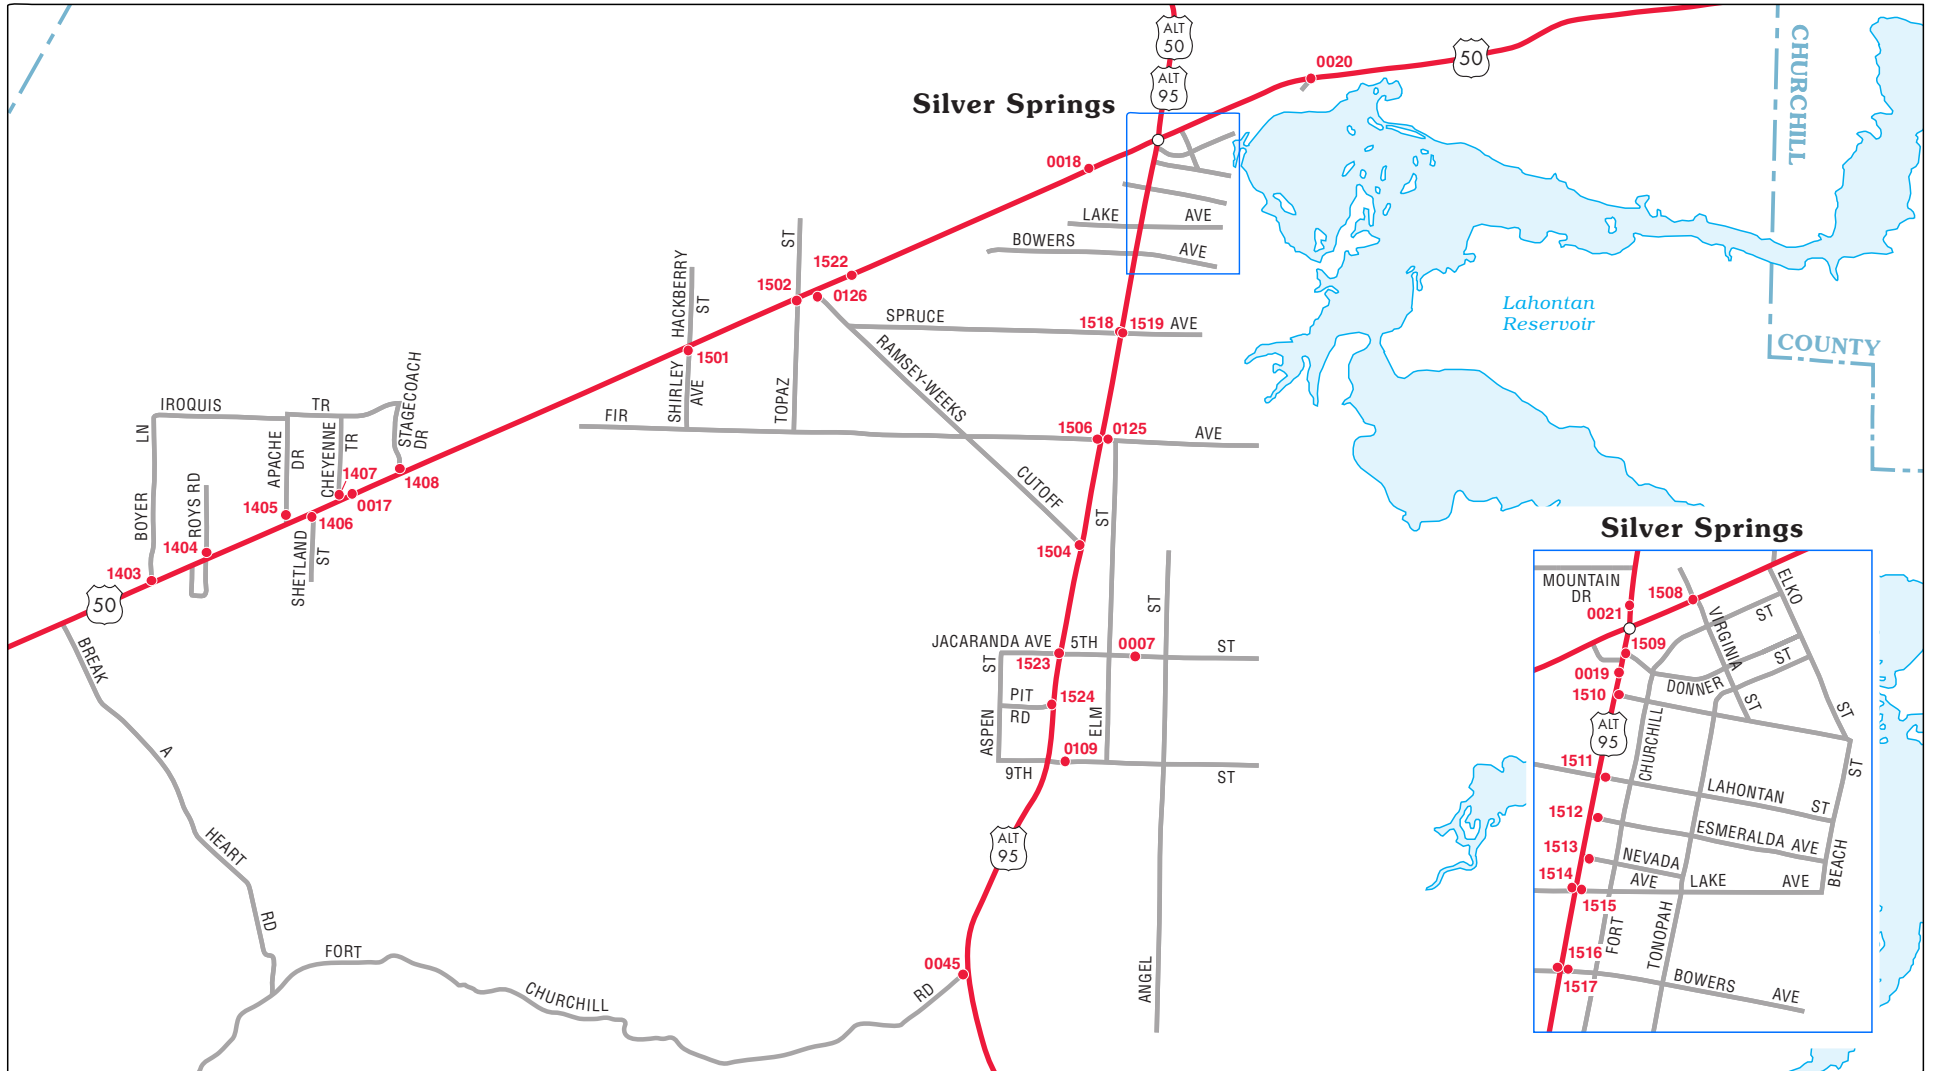 ALT
50
ALT
95
50
0020
CHURCHILL
COUNTY
Silver Springs
0018
LAKE AVE
BOWERS AVE
1522
1502
0126
ST
TOPAZ
HACKBERRY
ST
SHIRLEY
AVE
1501
SPRUCE AVE
1518
1519
RAMSEY-WEEKS
CUTOFF
Lahontan
Reservoir
FIR AVE
1506
0125
IROQUIS TR
STAGECOACH
DR
BOYER LN
ROYS RD
APACHE
DR
CHEYENNE
TR
1407
1408
0017
1405
1406
1404
1403
SHETLAND
ST
50
1504
ELM ST
ANGEL ST
JACARANDA AVE
5TH ST
0007
1523
ASPEN ST
PIT
RD
1524
0109
9TH ST
ALT
95
BREAK A HEART RD
FORT CHURCHILL RD
0045
Silver Springs
MOUNTAIN
DR
0021
1508
ELKO ST
VIRGINIA ST
ST
ST
1509
0019
1510
DONNER
ALT
95
FORT CHURCHILL
1511
LAHONTAN ST
1512
ESMERALDA AVE
1513
NEVADA
AVE
BEACH ST
1514
LAKE AVE
1515
TONOPAH
1516
1517
BOWERS AVE